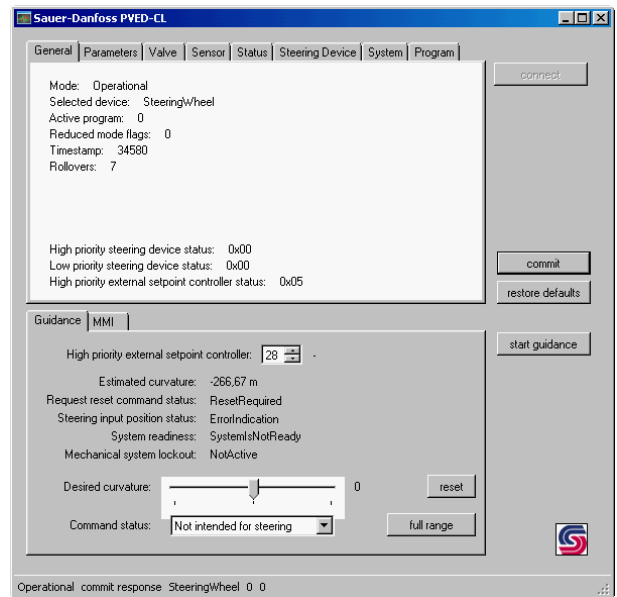 Sauer-Danfoss PVED-CL
General Parameters Valve Sensor Status Steering Device System Program
connect
Mode: Operational
Selected device: SteeringWheel
Active program: 0
Reduced mode flags: 0
Timestamp: 34580
Rollovers: 7
High priority steering device status: 0x00
Low priority steering device status: 0x00
High priority external setpoint controller status: 0x05
commit
restore defaults
Guidance MMI
start guidance
High priority external setpoint controller: 28 -
Estimated curvature: -266,67 m
Request reset command status: ResetRequired
Steering input position status: ErrorIndication
System readiness: SystemIsNotReady
Mechanical system lockout: NotActive
Desired curvature: 0 reset
Command status: Not intended for steering full range
Operational commit response SteeringWheel 0 0